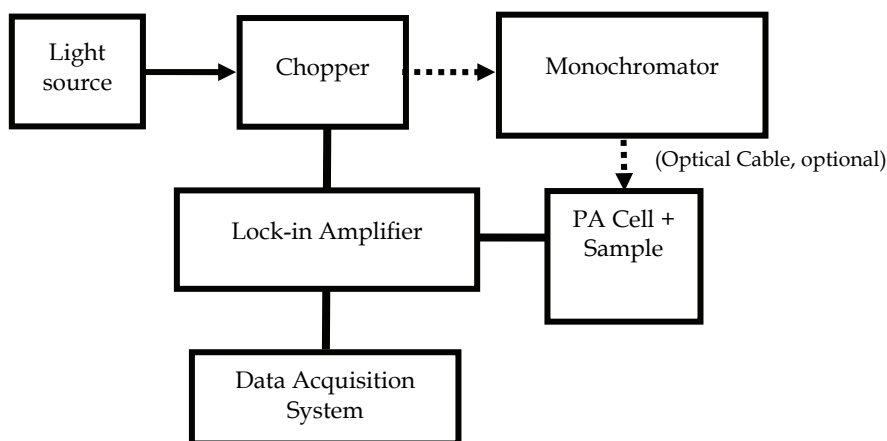 Light
source
Chopper
Monochromator
(Optical Cable, optional)
Lock-in Amplifier
PA Cell +
Sample
Data Acquisition
System